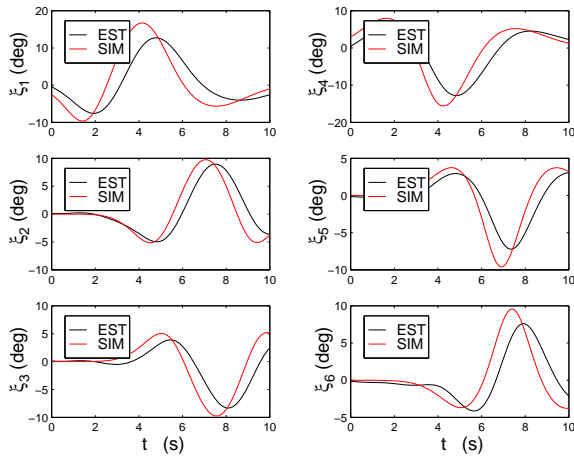 20
10
0
-10
0 2 4 6 8 10
ξ1 (deg)
EST
SIM
10
0
-10
-20
0 2 4 6 8 10
ξ4 (deg)
EST
SIM
10
5
0
-5
-10
0 2 4 6 8 10
ξ2 (deg)
EST
SIM
5
0
-5
-10
0 2 4 6 8 10
ξ5 (deg)
EST
SIM
10
5
0
-5
-10
0 2 4 6 8 10
ξ3 (deg)
EST
SIM
t (s)
10
5
0
-5
0 2 4 6 8 10
ξ6 (deg)
EST
SIM
t (s)